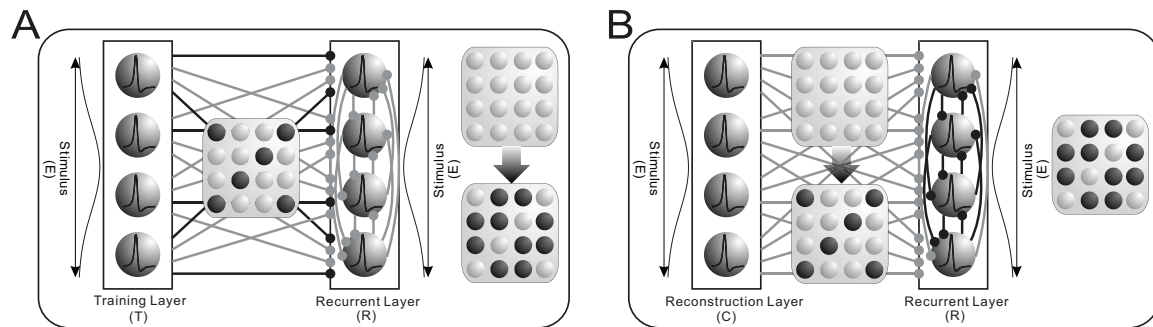 A
Stimulus
(E)
Training Layer
(T)
Recurrent Layer
(R)
Stimulus
(E)
B
Stimulus
(E)
Reconstruction Layer
(C)
Recurrent Layer
(R)
Stimulus
(E)